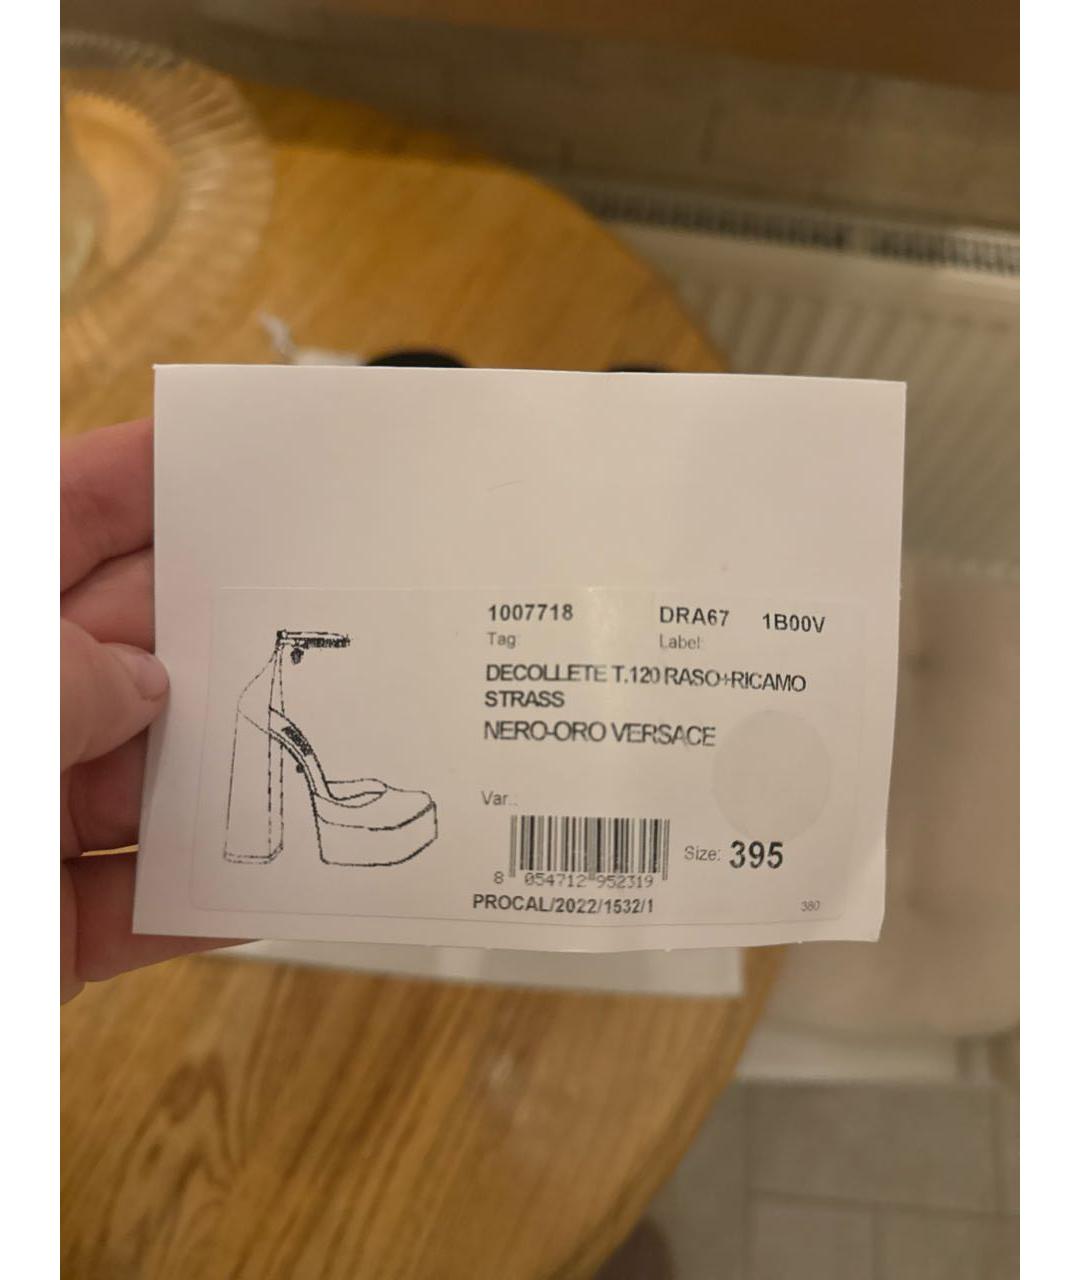 1007718 DRA67 1B00V
Tag: Label:
DECOLLETE T.120 RASO+RICAMO
STRASS
NERO-ORO VERSACE
Var.:
Size: 395
8 054712 952319
PROCAL/2022/1532/1
380